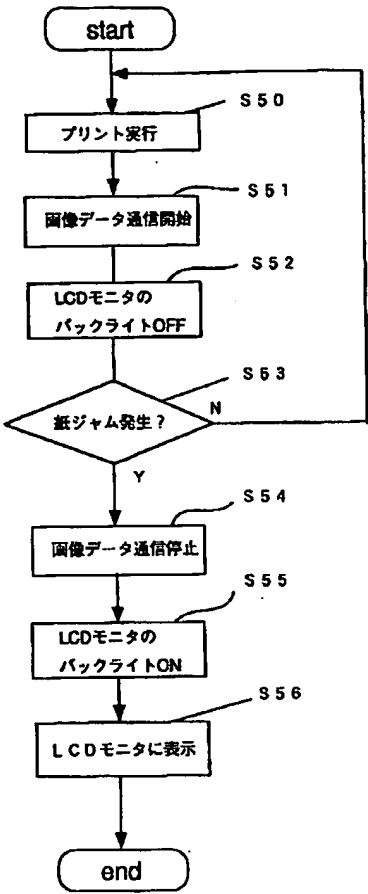 start
S50
プリント実行
S51
画像データ通信開始
S52
LCDモニタの
バックライトOFF
S53
紙ジャム発生？
N
Y
S54
画像データ通信停止
S55
LCDモニタの
バックライトON
S56
LCDモニタに表示
end